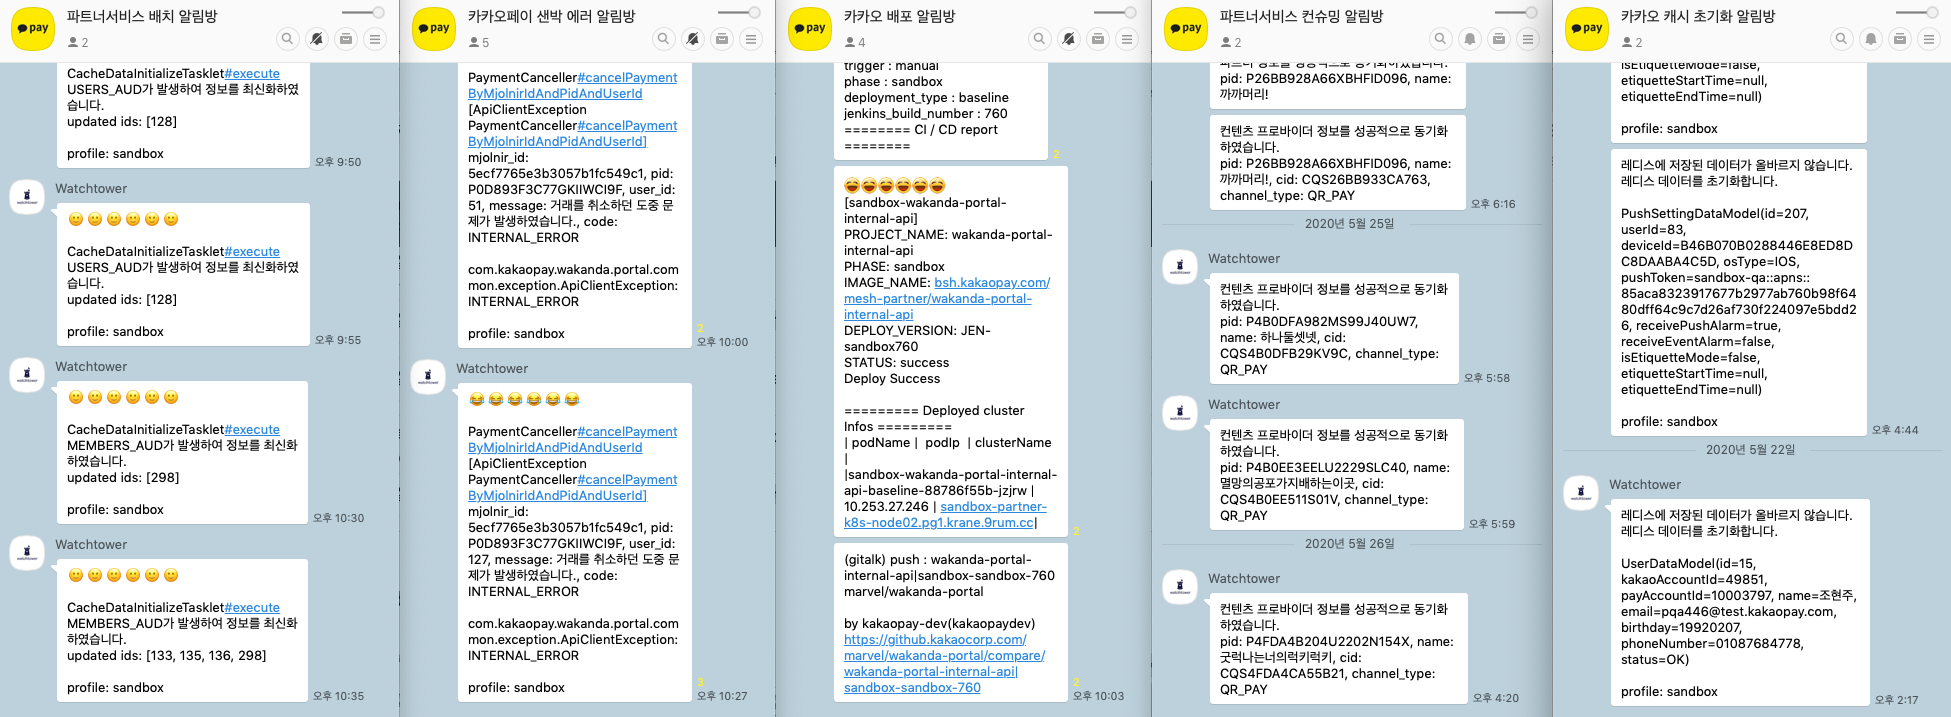 pay
파트너서비스 배치 알림방
2
CacheDataInitializeTasklet#execute
USERS_AUD가 발생하여 정보를 최신화하였
습니다.
updated ids: [128]
profile: sandbox
오후 9:50
Watchtower
CacheDataInitializeTasklet#execute
USERS_AUD가 발생하여 정보를 최신화하였
습니다.
updated ids: [128]
profile: sandbox
오후 9:55
Watchtower
CacheDataInitializeTasklet#execute
MEMBERS_AUD가 발생하여 정보를 최신화
하였습니다.
updated ids: [298]
profile: sandbox
오후 10:30
Watchtower
CacheDataInitializeTasklet#execute
MEMBERS_AUD가 발생하여 정보를 최신화
하였습니다.
updated ids: [133, 135, 136, 298]
profile: sandbox
오후 10:35
pay
카카오페이 샌박 에러 알림방
5
PaymentCanceller#cancelPayment
ByMjolnirIdAndPidAndUserId
[ApiClientException
PaymentCanceller#cancelPayment
ByMjolnirIdAndPidAndUserId]
mjolnir_id:
5ecf7765e3b3057b1fc549c1, pid:
P0D893F3C77GKIIWCI9F, user_id:
51, message: 거래를 취소하던 도중 문
제가 발생하였습니다., code:
INTERNAL_ERROR
com.kakaopay.wakanda.portal.com
mon.exception.ApiClientException:
INTERNAL_ERROR
profile: sandbox
2
오후 10:00
Watchtower
PaymentCanceller#cancelPayment
ByMjolnirIdAndPidAndUserId
[ApiClientException
PaymentCanceller#cancelPayment
ByMjolnirIdAndPidAndUserId]
mjolnir_id:
5ecf7765e3b3057b1fc549c1, pid:
P0D893F3C77GKIIWCI9F, user_id:
127, message: 거래를 취소하던 도중 문
제가 발생하였습니다., code:
INTERNAL_ERROR
com.kakaopay.wakanda.portal.com
mon.exception.ApiClientException:
INTERNAL_ERROR
profile: sandbox
3
오후 10:27
pay
카카오 배포 알림방
4
trigger : manual
phase : sandbox
deployment_type : baseline
jenkins_build_number : 760
======== CI / CD report
========
2
[sandbox-wakanda-portal-
internal-api]
PROJECT_NAME: wakanda-portal-
internal-api
PHASE: sandbox
IMAGE_NAME: bsh.kakaopay.com/
mesh-partner/wakanda-portal-
internal-api
DEPLOY_VERSION: JEN-
sandbox760
STATUS: success
Deploy Success
========= Deployed cluster
Infos =========
| podName | podIp | clusterName
|
|sandbox-wakanda-portal-internal-
api-baseline-88786f55b-jzjrw |
10.253.27.246 | sandbox-partner-
k8s-node02.pg1.krane.9rum.cc|
2
(gitalk) push : wakanda-portal-
internal-api|sandbox-sandbox-760
marvel/wakanda-portal
by kakaopay-dev(kakaopaydev)
https://github.kakaocorp.com/
marvel/wakanda-portal/compare/
wakanda-portal-internal-api|
sandbox-sandbox-760
2
오후 10:03
pay
파트너서비스 컨슈밍 알림방
2
파트너 정보를 성공적으로 동기화하였습니다.
pid: P26BB928A66XBHFID096, name:
까까머리!
컨텐츠 프로바이더 정보를 성공적으로 동기화
하였습니다.
pid: P26BB928A66XBHFID096, name:
까까머리!, cid: CQS26BB933CA763,
channel_type: QR_PAY
오후 6:16
2020년 5월 25일
Watchtower
컨텐츠 프로바이더 정보를 성공적으로 동기화
하였습니다.
pid: P4B0DFA982MS99J40UW7,
name: 하나둘셋넷, cid:
CQS4B0DFB29KV9C, channel_type:
QR_PAY
오후 5:58
Watchtower
컨텐츠 프로바이더 정보를 성공적으로 동기화
하였습니다.
pid: P4B0EE3EELU2229SLC40, name:
멸망의공포가지배하는이곳, cid:
CQS4B0EE511S01V, channel_type:
QR_PAY
오후 5:59
2020년 5월 26일
Watchtower
컨텐츠 프로바이더 정보를 성공적으로 동기화
하였습니다.
pid: P4FDA4B204U2202N154X, name:
굿럭나는너의럭키럭키, cid:
CQS4FDA4CA55B21, channel_type:
QR_PAY
오후 4:20
pay
카카오 캐시 초기화 알림방
2
isEtiquetteMode=false,
etiquetteStartTime=null,
etiquetteEndTime=null)
profile: sandbox
레디스에 저장된 데이터가 올바르지 않습니다.
레디스 데이터를 초기화합니다.
PushSettingDataModel(id=207,
userId=83,
deviceId=B46B070B0288446E8ED8D
C8DAABA4C5D, osType=IOS,
pushToken=sandbox-qa::apns::
85aca8323917677b2977ab760b98f64
80dff64c9c7d26af730f224097e5bdd2
6, receivePushAlarm=true,
receiveEventAlarm=false,
isEtiquetteMode=false,
etiquetteStartTime=null,
etiquetteEndTime=null)
profile: sandbox
오후 4:44
2020년 5월 22일
Watchtower
레디스에 저장된 데이터가 올바르지 않습니다.
레디스 데이터를 초기화합니다.
UserDataModel(id=15,
kakaoAccountId=49851,
payAccountId=10003797, name=조현주,
email=pqa446@test.kakaopay.com,
birthday=19920207,
phoneNumber=01087684778,
status=OK)
profile: sandbox
오후 2:17